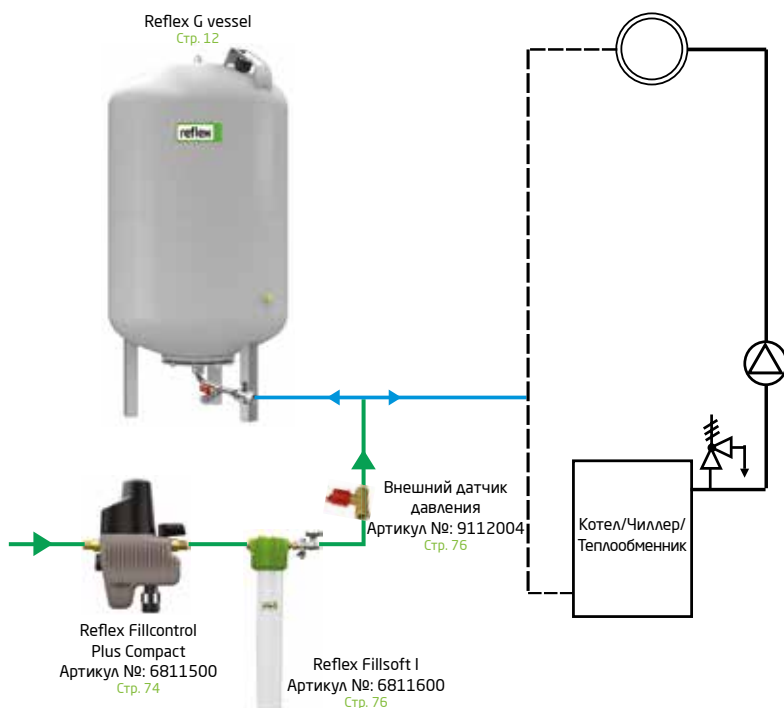 Reflex G vessel
Стр. 12
reflex
Внешний датчик
давления
Артикул №: 9112004
Стр. 76
Котел/Чиллер/
Теплообменник
Reflex Fillcontrol
Plus Compact
Артикул №: 6811500
Стр. 74
Reflex Fillsoft I
Артикул №: 6811600
Стр. 76